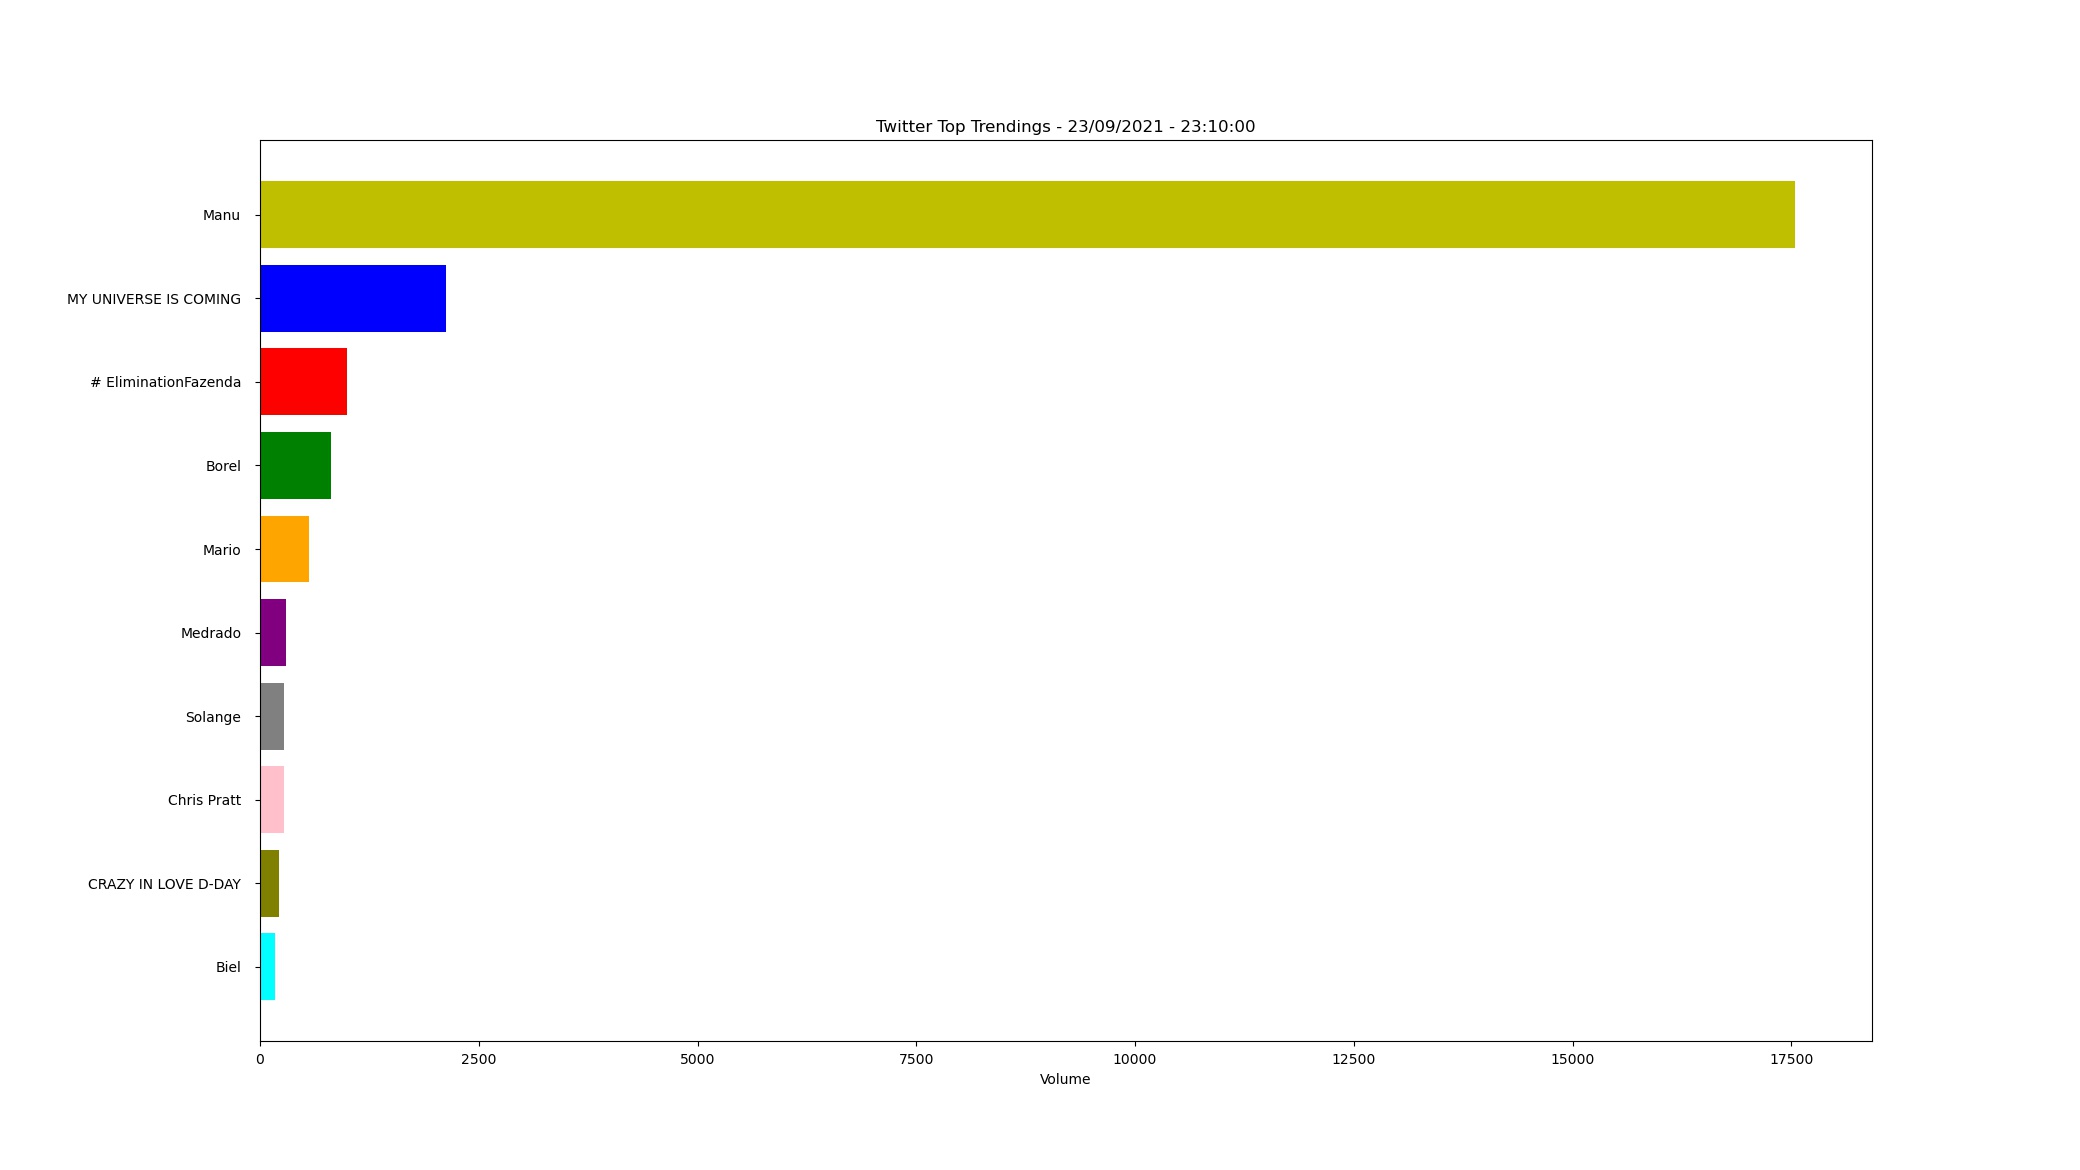 Twitter Top Trendings - 23/09/2021 - 23:10:00
Manu
MY UNIVERSE IS COMING
# EliminationFazenda
Borel
Mario
Medrado
Solange
Chris Pratt
CRAZY IN LOVE D-DAY
Biel
0 2500 5000 7500 10000 12500 15000 17500
Volume